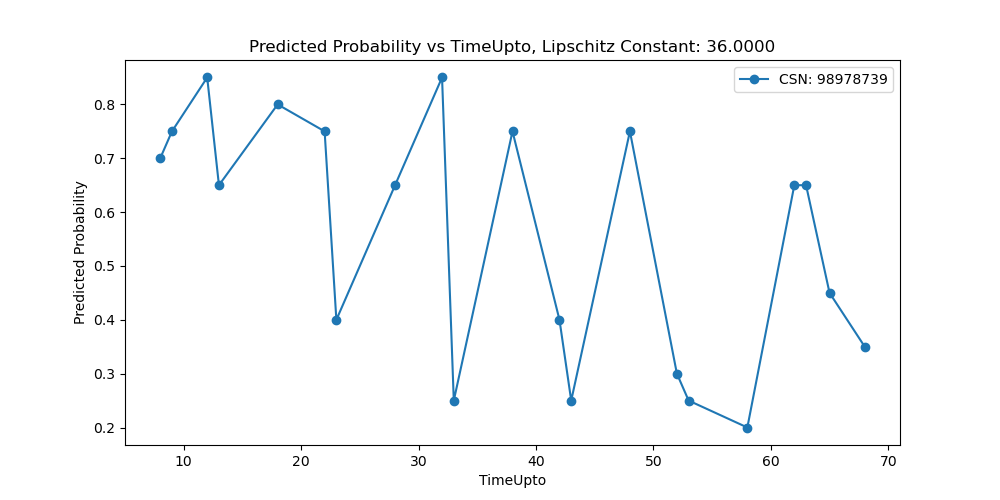 Predicted Probability vs TimeUpto, Lipschitz Constant: 36.0000
CSN: 98978739
Predicted Probability
0.8
0.7
0.6
0.5
0.4
0.3
0.2
10 20 30 40 50 60 70
TimeUpto